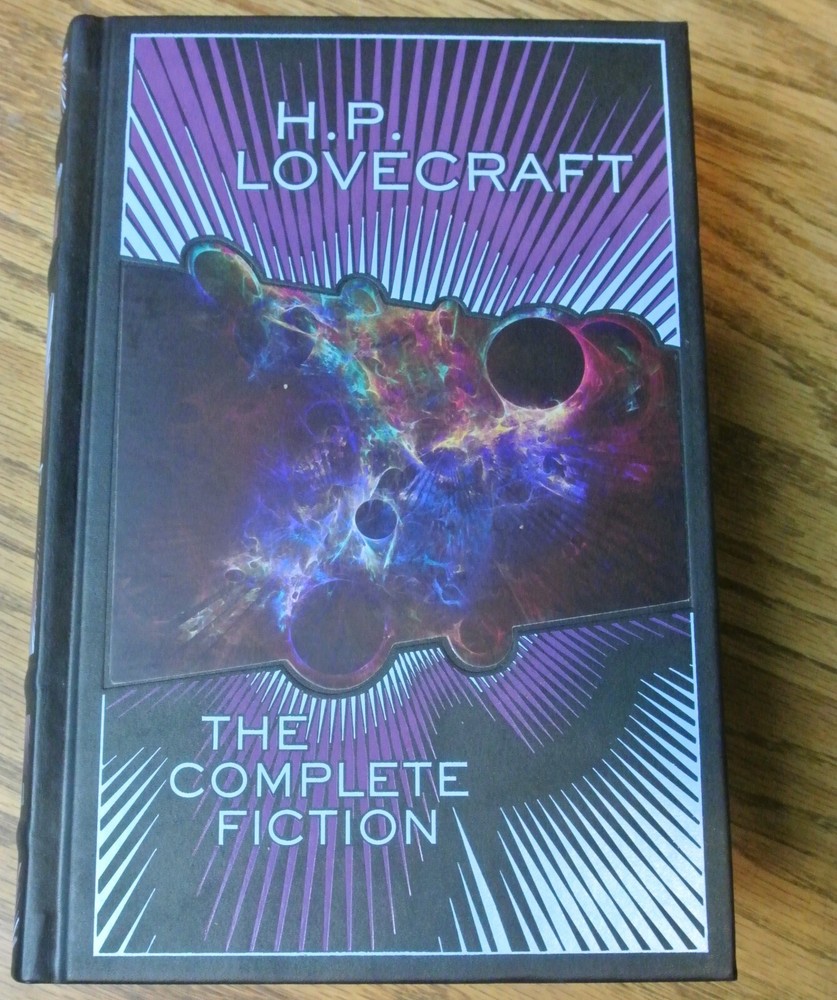 H.P.
LOVECRAFT
THE
COMPLETE
FICTION